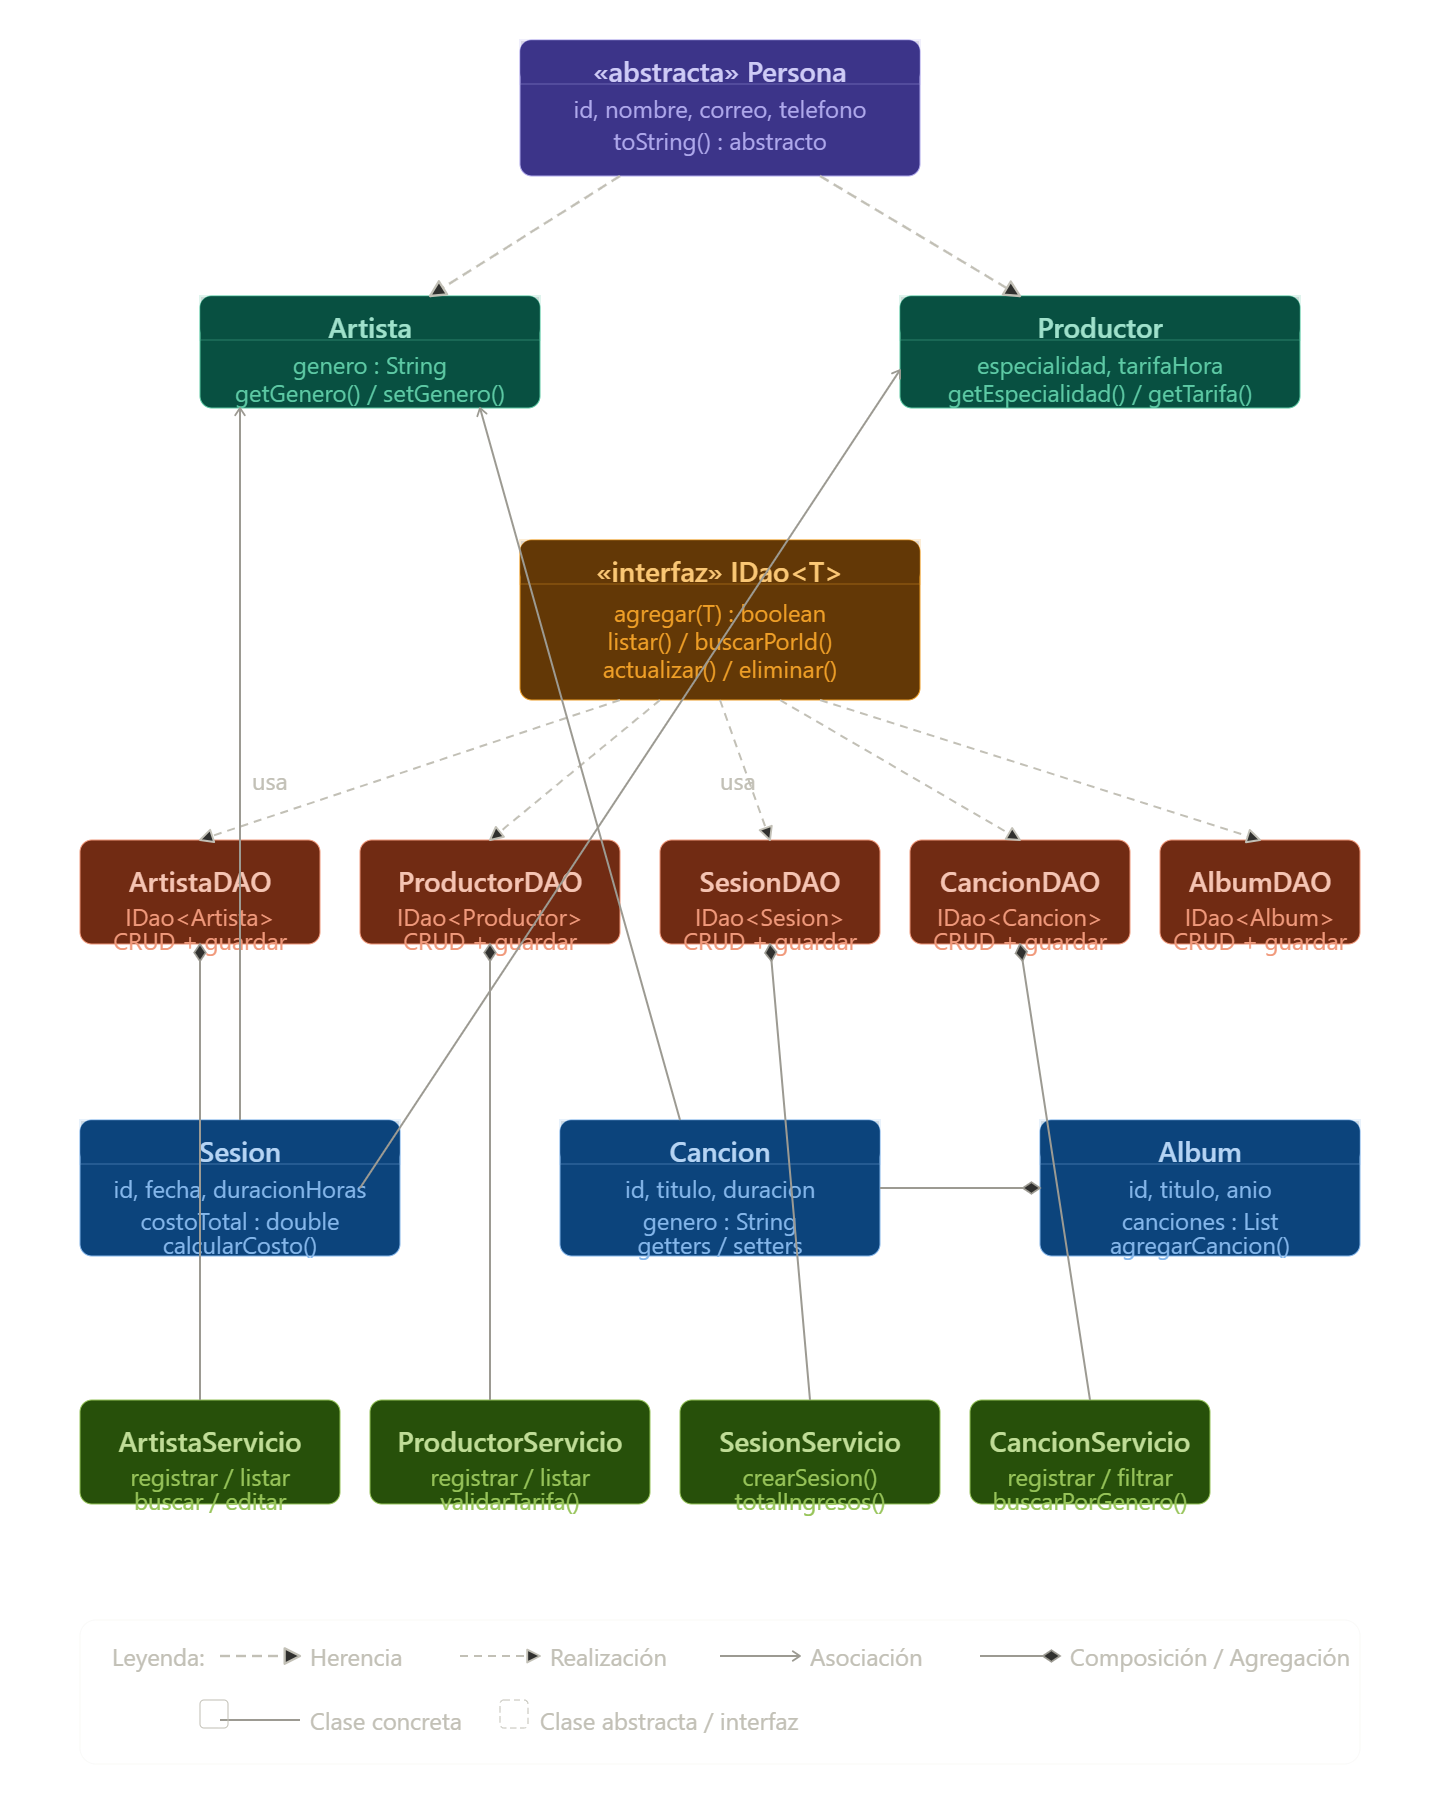 «abstracta» Persona
id, nombre, correo, telefono
toString() : abstracto
Artista
genero : String
getGenero() / setGenero()
Productor
especialidad, tarifaHora
getEspecialidad() / getTarifa()
«interfaz» IDao<T>
agregar(T) : boolean
listar() / buscarPorId()
actualizar() / eliminar()
usa
usa
ArtistaDAO
IDao<Artista>
CRUD + guardar
ProductorDAO
IDao<Productor>
CRUD + guardar
SesionDAO
IDao<Sesion>
CRUD + guardar
CancionDAO
IDao<Cancion>
CRUD + guardar
AlbumDAO
IDao<Album>
CRUD + guardar
Sesion
id, fecha, duracionHoras
costoTotal : double
calcularCosto()
Cancion
id, titulo, duracion
genero : String
getters / setters
Album
id, titulo, anio
canciones : List
agregarCancion()
ArtistaServicio
registrar / listar
buscar / editar
ProductorServicio
registrar / listar
validarTarifa()
SesionServicio
crearSesion()
totalIngresos()
CancionServicio
registrar / filtrar
buscarPorGenero()
Leyenda:
Herencia
Realización
Asociación
Composición / Agregación
Clase concreta
Clase abstracta / interfaz